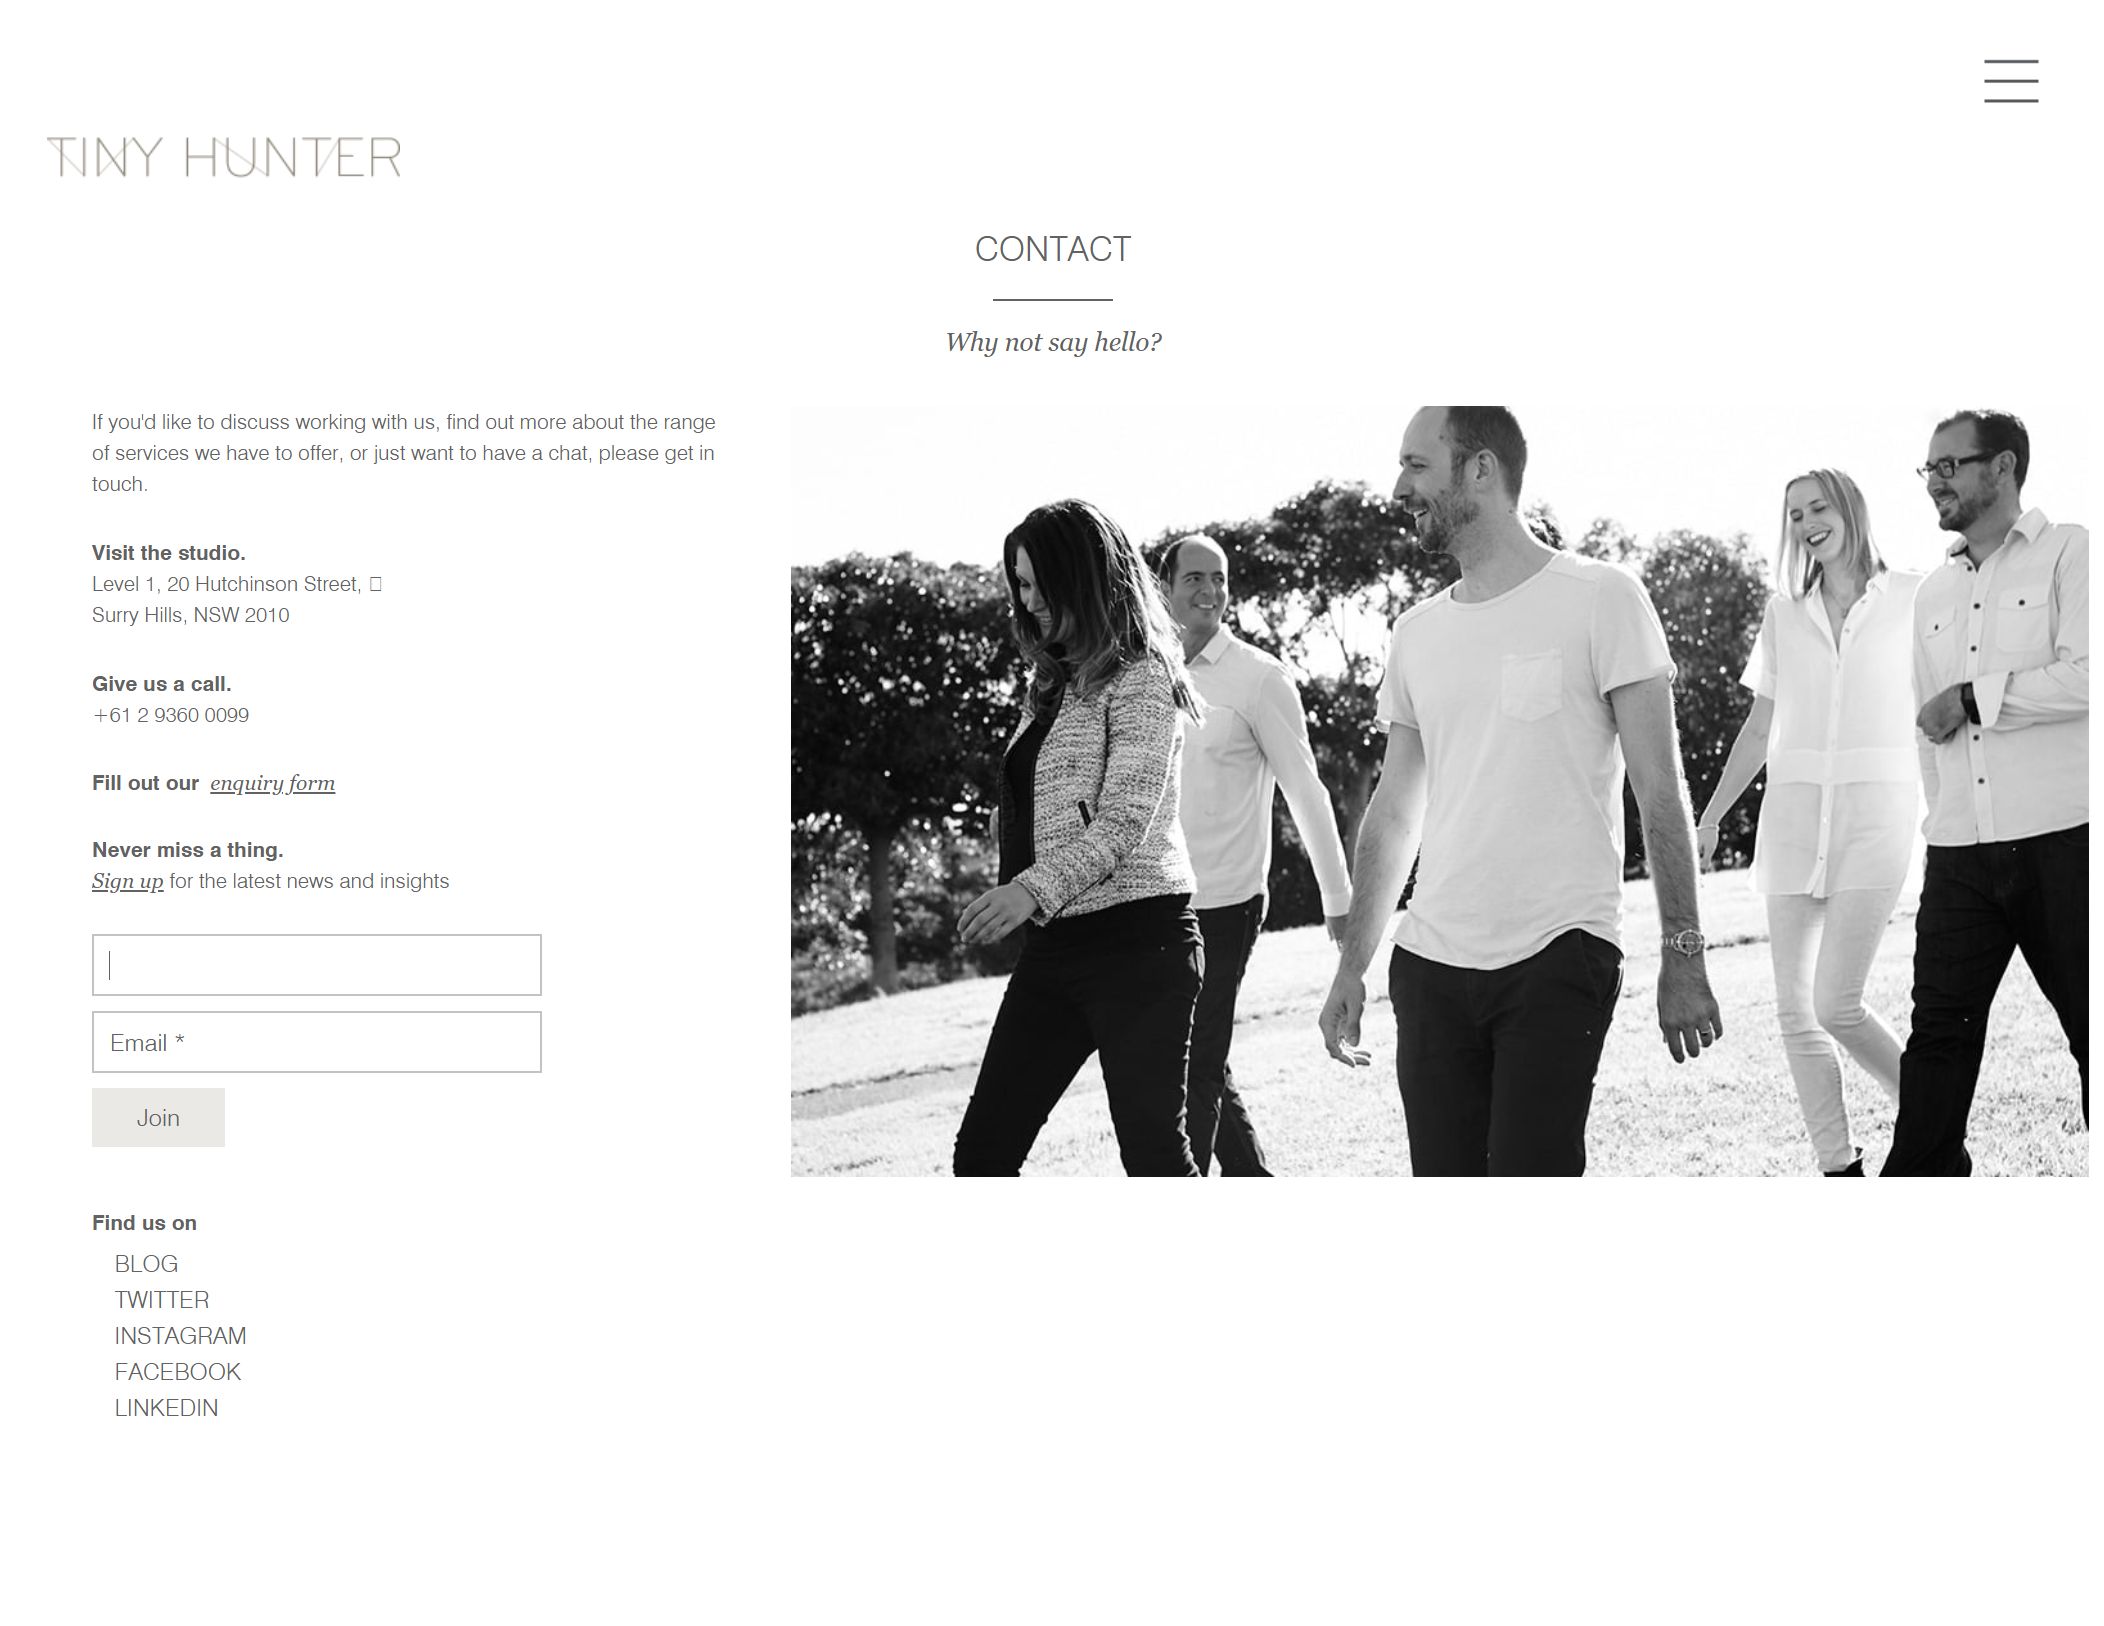 TINY HUNTER
CONTACT
Why not say hello?
If you'd like to discuss working with us, find out more about the range
of services we have to offer, or just want to have a chat, please get in
touch.
Visit the studio.
Level 1, 20 Hutchinson Street, 
Surry Hills, NSW 2010
Give us a call.
+61 2 9360 0099
Fill out our enquiry form
Never miss a thing.
Sign up for the latest news and insights
Email *
Join
Find us on
BLOG
TWITTER
INSTAGRAM
FACEBOOK
LINKEDIN